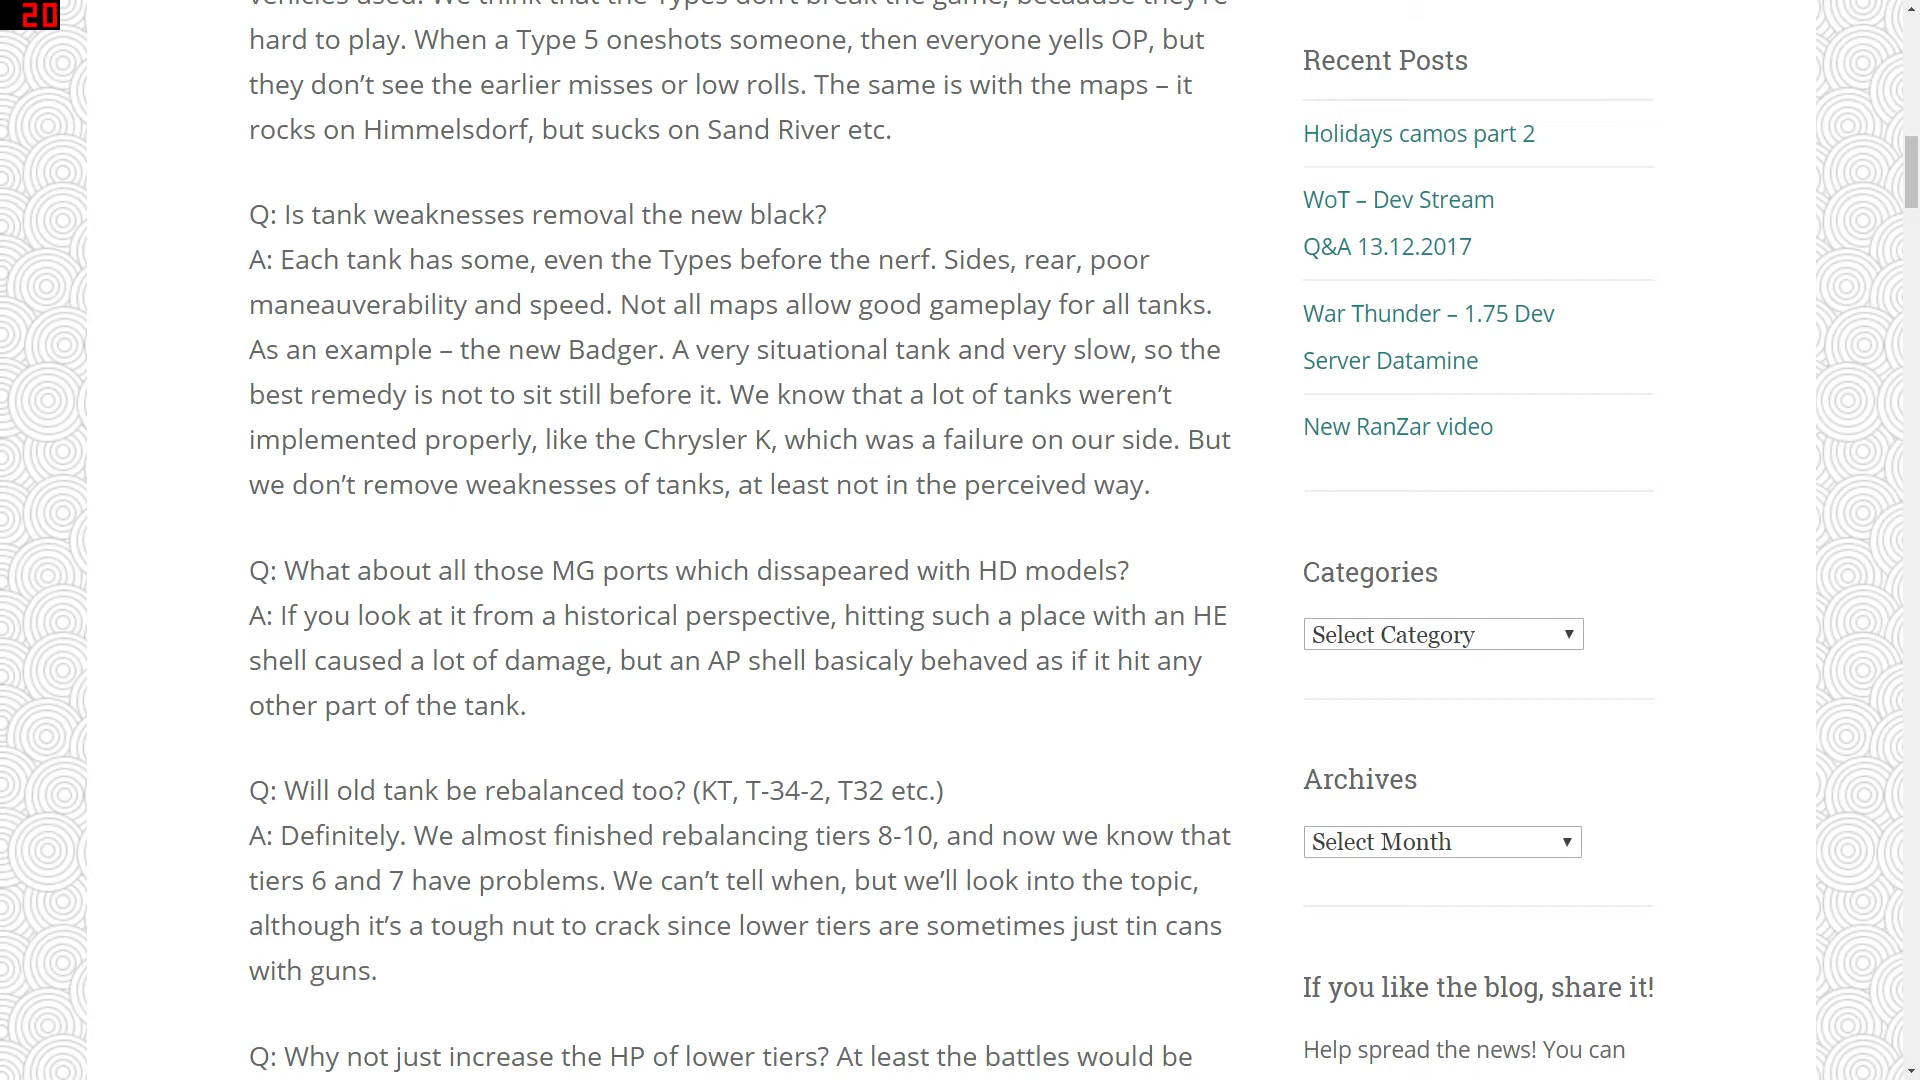 20
vehicles used. We think that the Types don't break the game, becaause they're
hard to play. When a Type 5 oneshots someone, then everyone yells OP, but
they don’t see the earlier misses or low rolls. The same is with the maps – it
rocks on Himmelsdorf, but sucks on Sand River etc.
Q: Is tank weaknesses removal the new black?
A: Each tank has some, even the Types before the nerf. Sides, rear, poor
maneauverability and speed. Not all maps allow good gameplay for all tanks.
As an example – the new Badger. A very situational tank and very slow, so the
best remedy is not to sit still before it. We know that a lot of tanks weren’t
implemented properly, like the Chrysler K, which was a failure on our side. But
we don’t remove weaknesses of tanks, at least not in the perceived way.
Q: What about all those MG ports which dissapeared with HD models?
A: If you look at it from a historical perspective, hitting such a place with an HE
shell caused a lot of damage, but an AP shell basicaly behaved as if it hit any
other part of the tank.
Q: Will old tank be rebalanced too? (KT, T-34-2, T32 etc.)
A: Definitely. We almost finished rebalancing tiers 8-10, and now we know that
tiers 6 and 7 have problems. We can’t tell when, but we’ll look into the topic,
although it’s a tough nut to crack since lower tiers are sometimes just tin cans
with guns.
Q: Why not just increase the HP of lower tiers? At least the battles would be
Recent Posts
Holidays camos part 2
WoT – Dev Stream
Q&A 13.12.2017
War Thunder – 1.75 Dev
Server Datamine
New RanZar video
Categories
Select Category
Archives
Select Month
If you like the blog, share it!
Help spread the news! You can